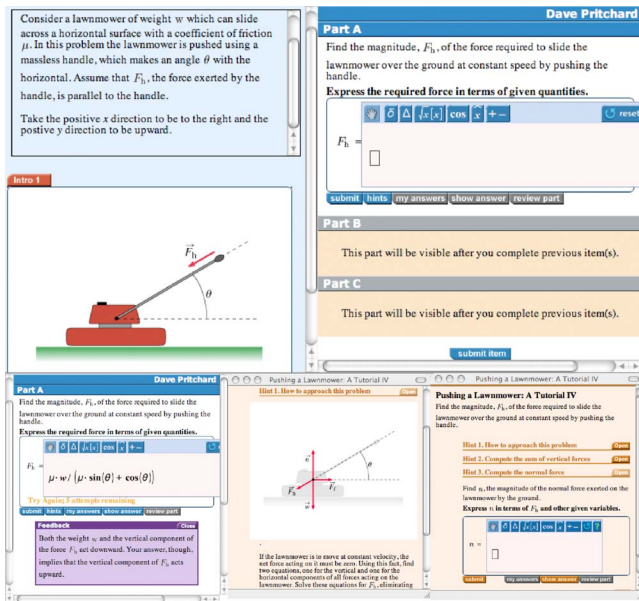 Consider a lawnmower of weight w which can slide
across a horizontal surface with a coefficient of friction
μ. In this problem the lawnmower is pushed using a
massless handle, which makes an angle θ with the
horizontal. Assume that Fh, the force exerted by the
handle, is parallel to the handle.
Take the positive x direction to be to the right and the
postive y direction to be upward.
Intro 1
Fh
θ
Dave Pritchard
Part A
Find the magnitude, Fh, of the force required to slide the
lawnmower over the ground at constant speed by pushing the
handle.
Express the required force in terms of given quantities.
cos
reset
Fh =
submit hints my answers show answer review part
Part B
This part will be visible after you complete previous item(s).
Part C
This part will be visible after you complete previous item(s).
submit item
Dave Pritchard
Part A
Find the magnitude, Fh, of the force required to slide the
lawnmower over the ground at constant speed by pushing the
handle.
Express the required force in terms of given quantities.
Fh =
μ·w/(μ·sin(θ)+cos(θ))
Try Again; 5 attempts remaining
submit hints my answers show answer review part
Feedback
Close
Both the weight w and the vertical component of
the force Fh act downward. Your answer, though,
implies that the vertical component of Fh acts
upward.
Pushing a Lawnmower: A Tutorial IV
Hint 1. How to approach this problem
Open
n
θ
Fh
Ff
w
If the lawnmower is to move at constant velocity, the
net force acting on it must be zero. Using this fact, find
two equations, one for the vertical and one for the
horizontal components of all forces acting on the
lawnmower. Solve these equations for Fh, eliminating
Pushing a Lawnmower: A Tutorial IV
Pushing a Lawnmower: A Tutorial IV
Find the magnitude, Fh, of the force required to slide the
lawnmower over the ground at constant speed by pushing the
handle.
Hint 1. How to approach this problem Open
Hint 2. Compute the sum of vertical forces Open
Hint 3. Compute the normal force Open
Find n, the magnitude of the normal force exerted on the
lawnmower by the ground.
Express n in terms of Fh and other given variables.
cos
n =
submit my answers show answer review part